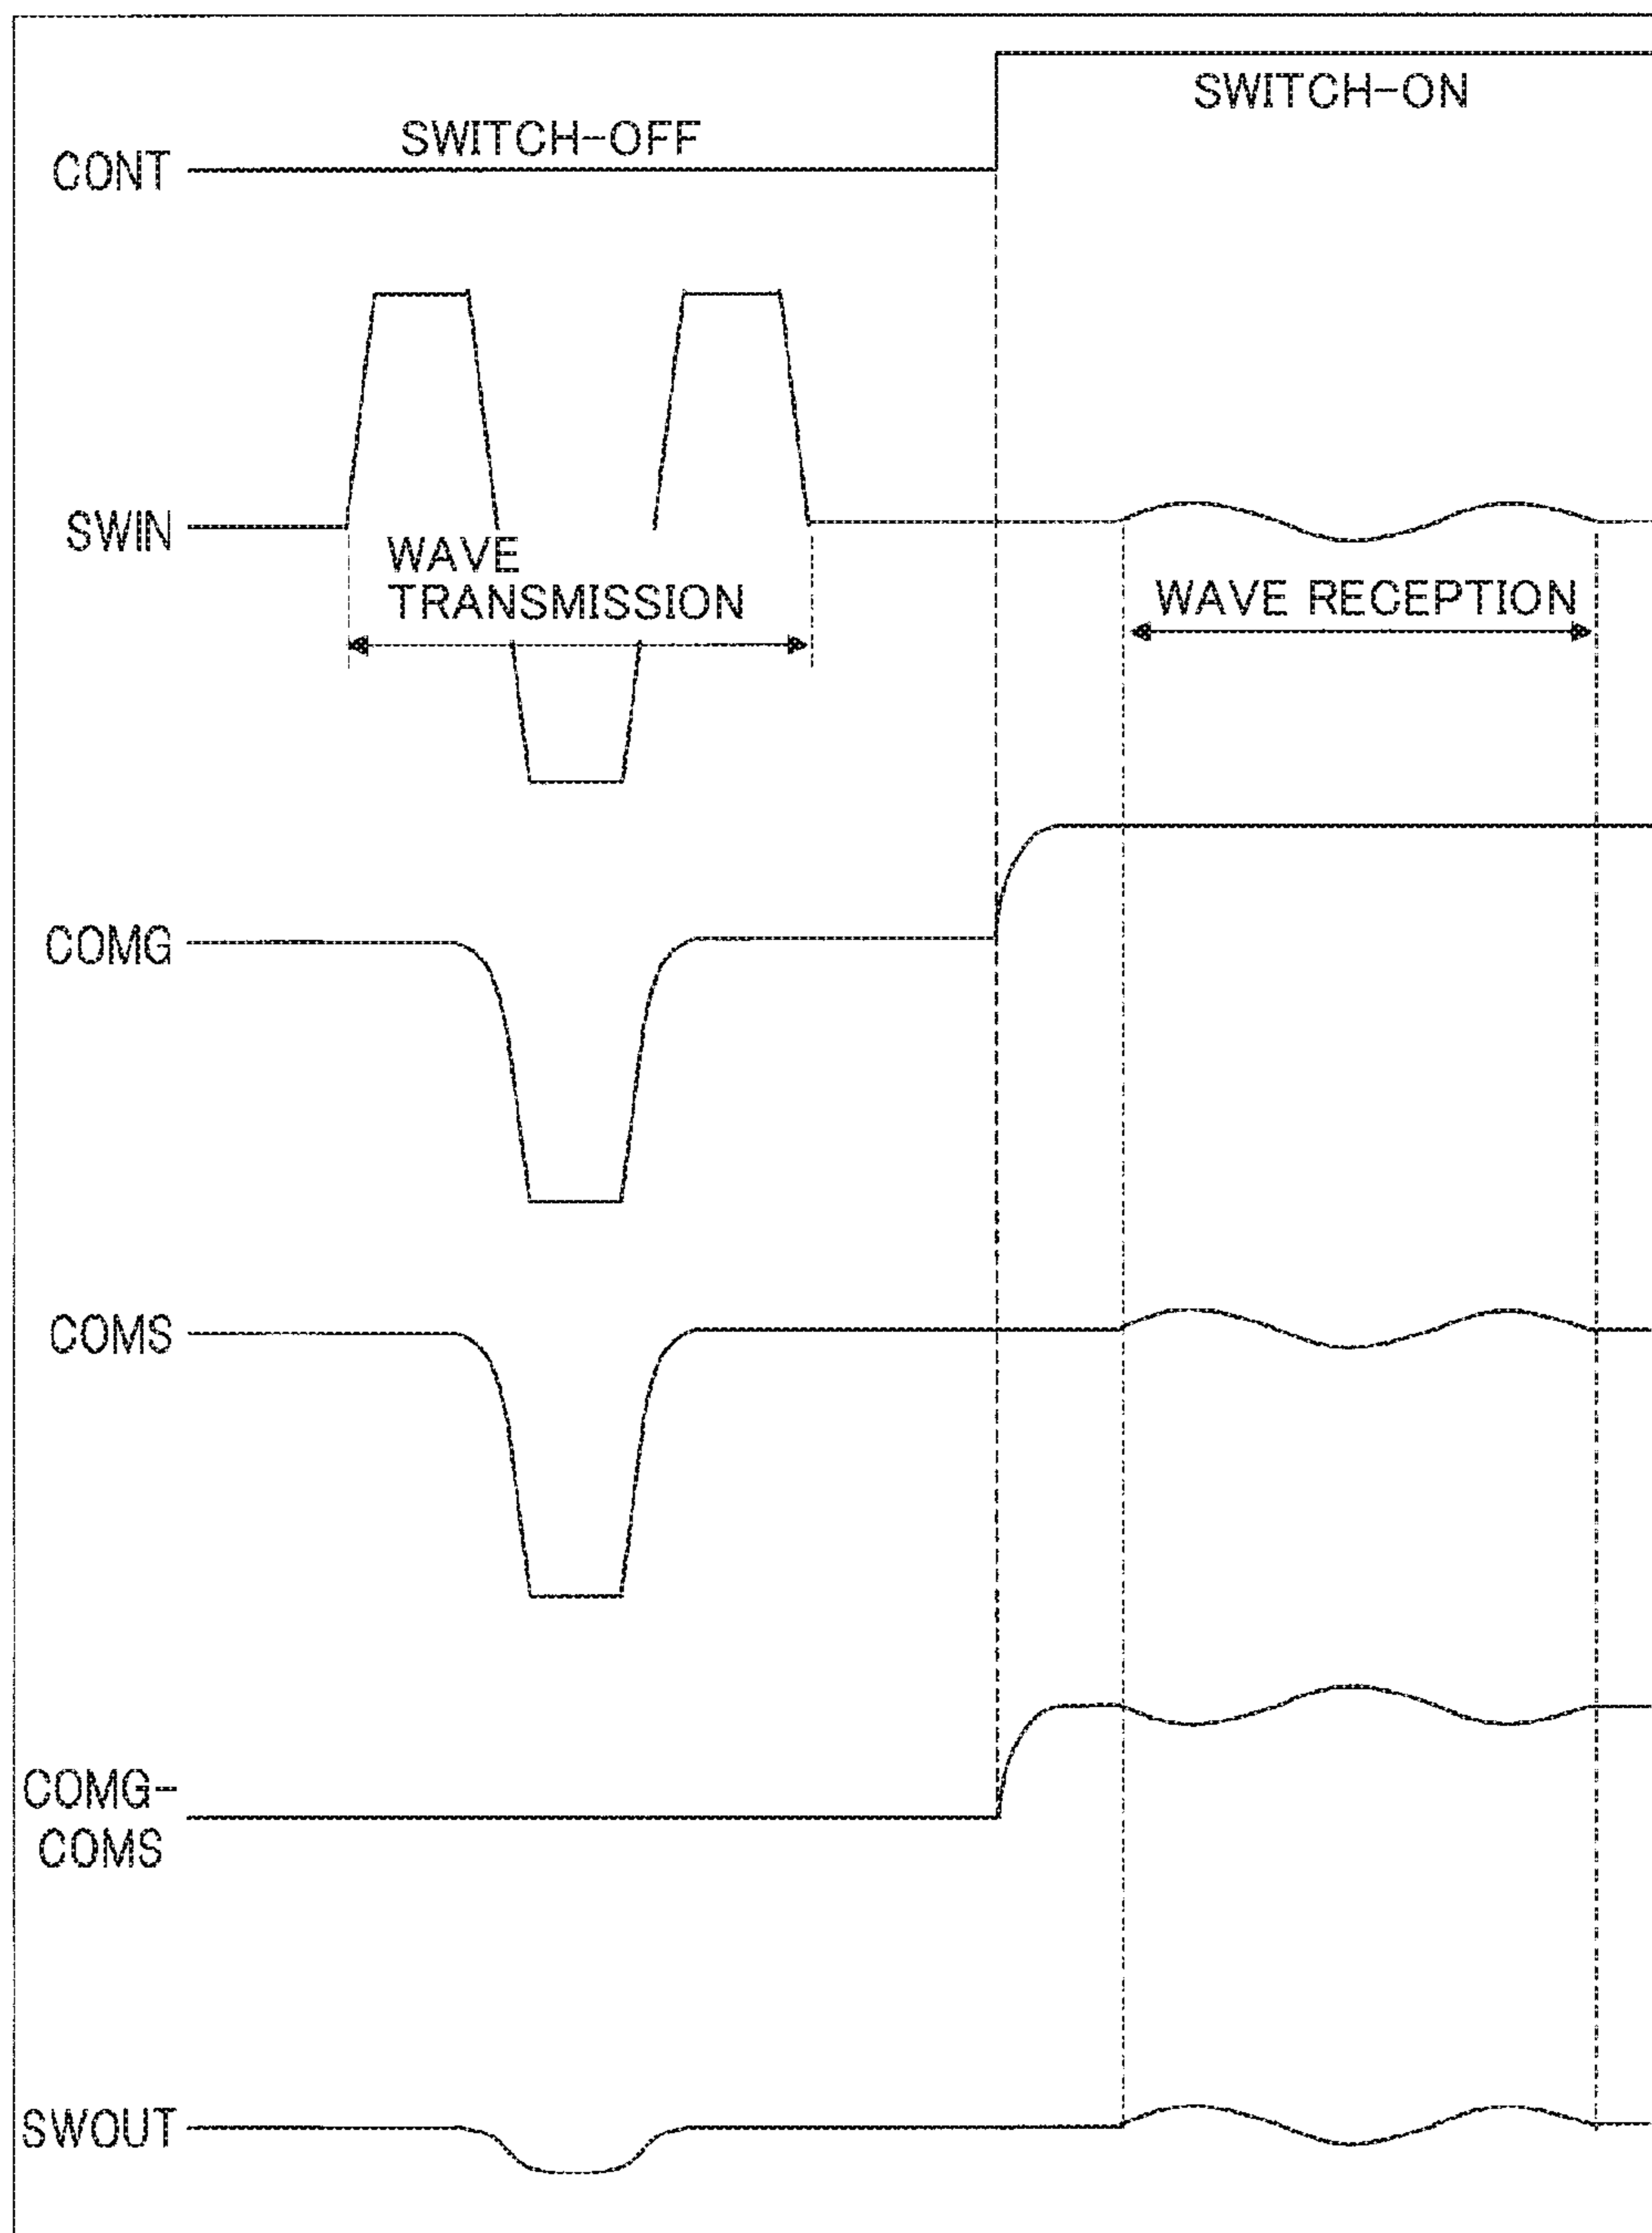 SWITCH-ON
SWITCH-OFF
CONT
SWIN
WAVE
TRANSMISSION
WAVE RECEPTION
COMG
COMS
COMG-
COMS
SWOUT